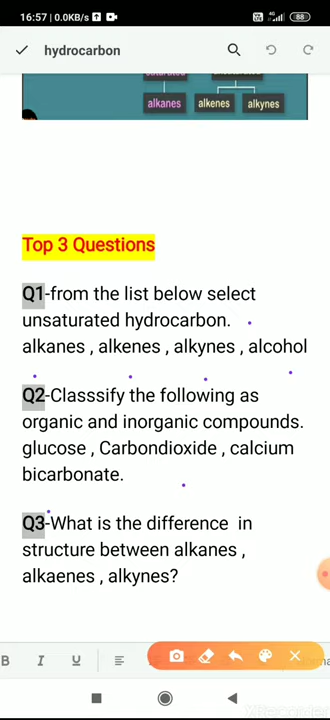 16:57 | 0.0KB/s
4G
88
hydrocarbon
saturated
alkanes
alkenes
alkynes
Top 3 Questions
Q1-from the list below select
unsaturated hydrocarbon.
alkanes , alkenes , alkynes , alcohol
Q2-Classsify the following as
organic and inorganic compounds.
glucose , Carbondioxide , calcium
bicarbonate.
Q3-What is the difference in
structure between alkanes ,
alkaenes , alkynes?
B I U